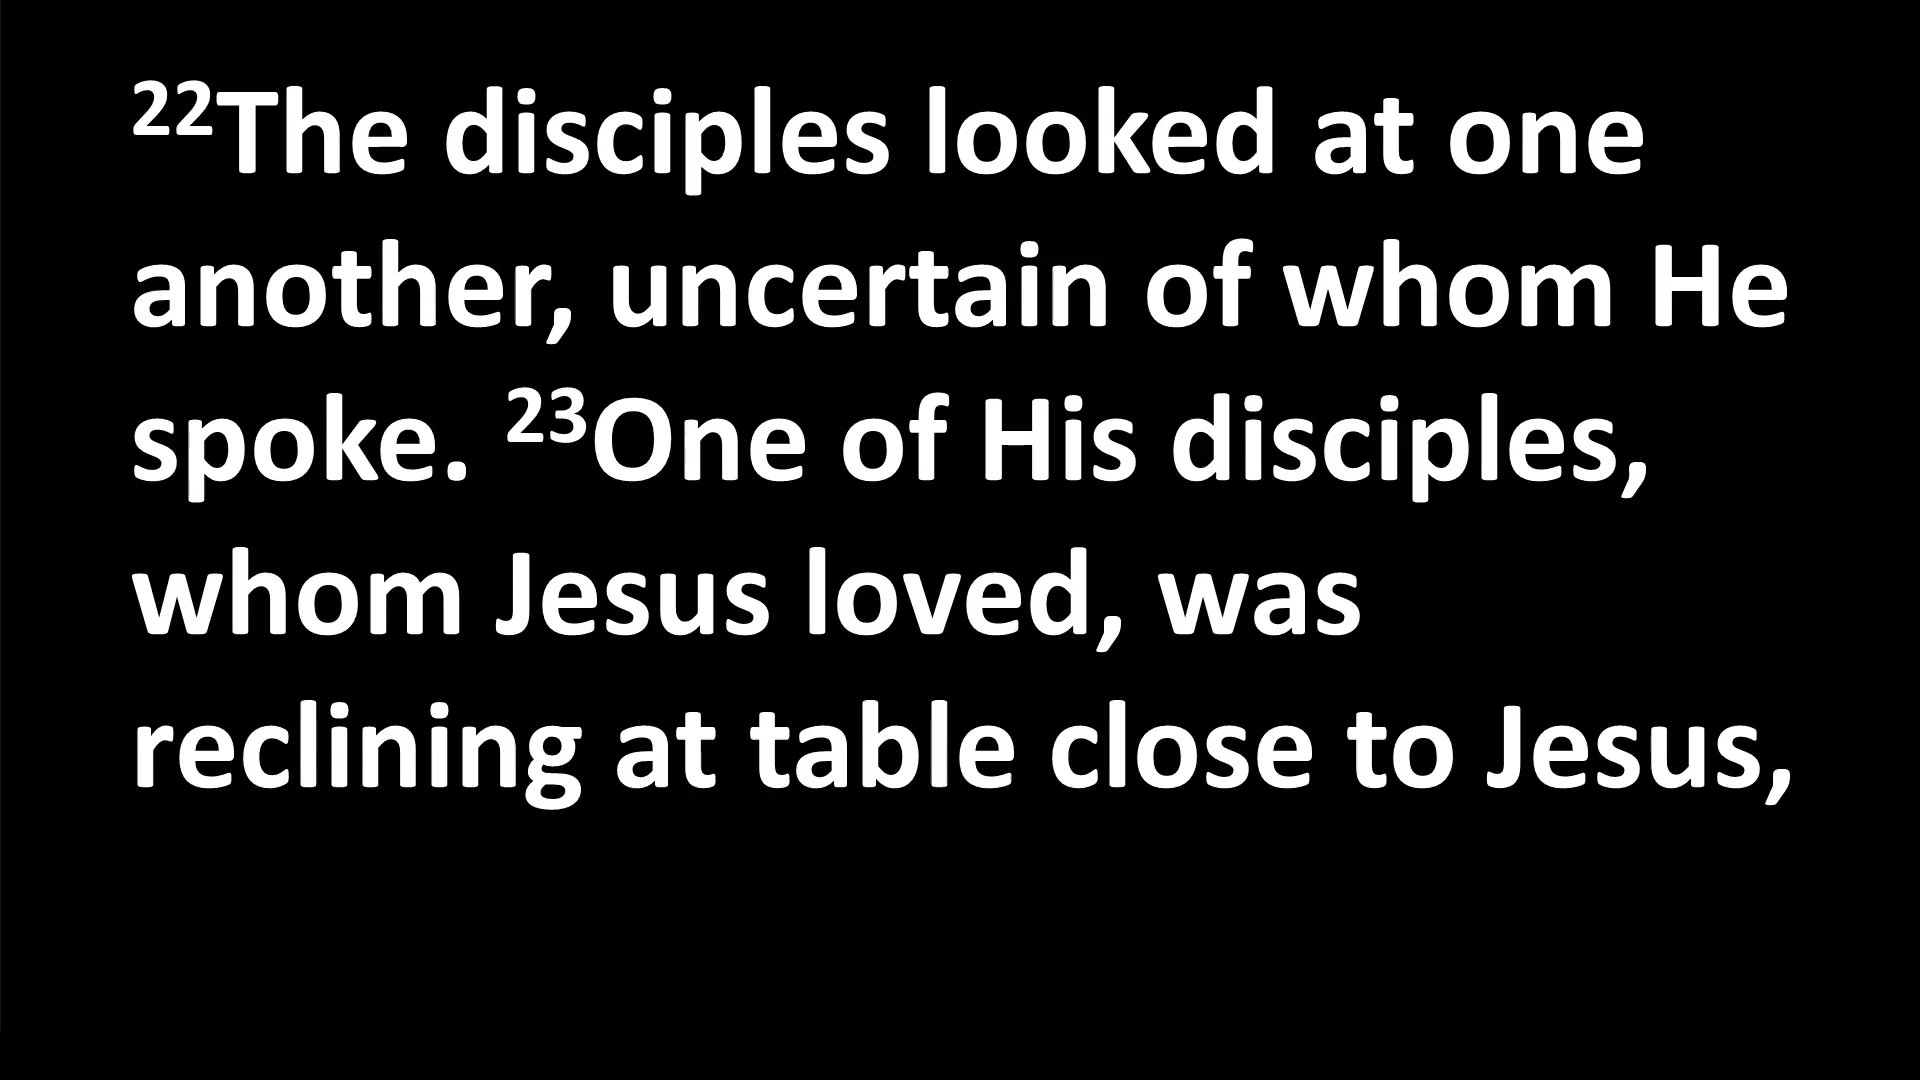 ²²The disciples looked at one
another, uncertain of whom He
spoke. ²³One of His disciples,
whom Jesus loved, was
reclining at table close to Jesus,